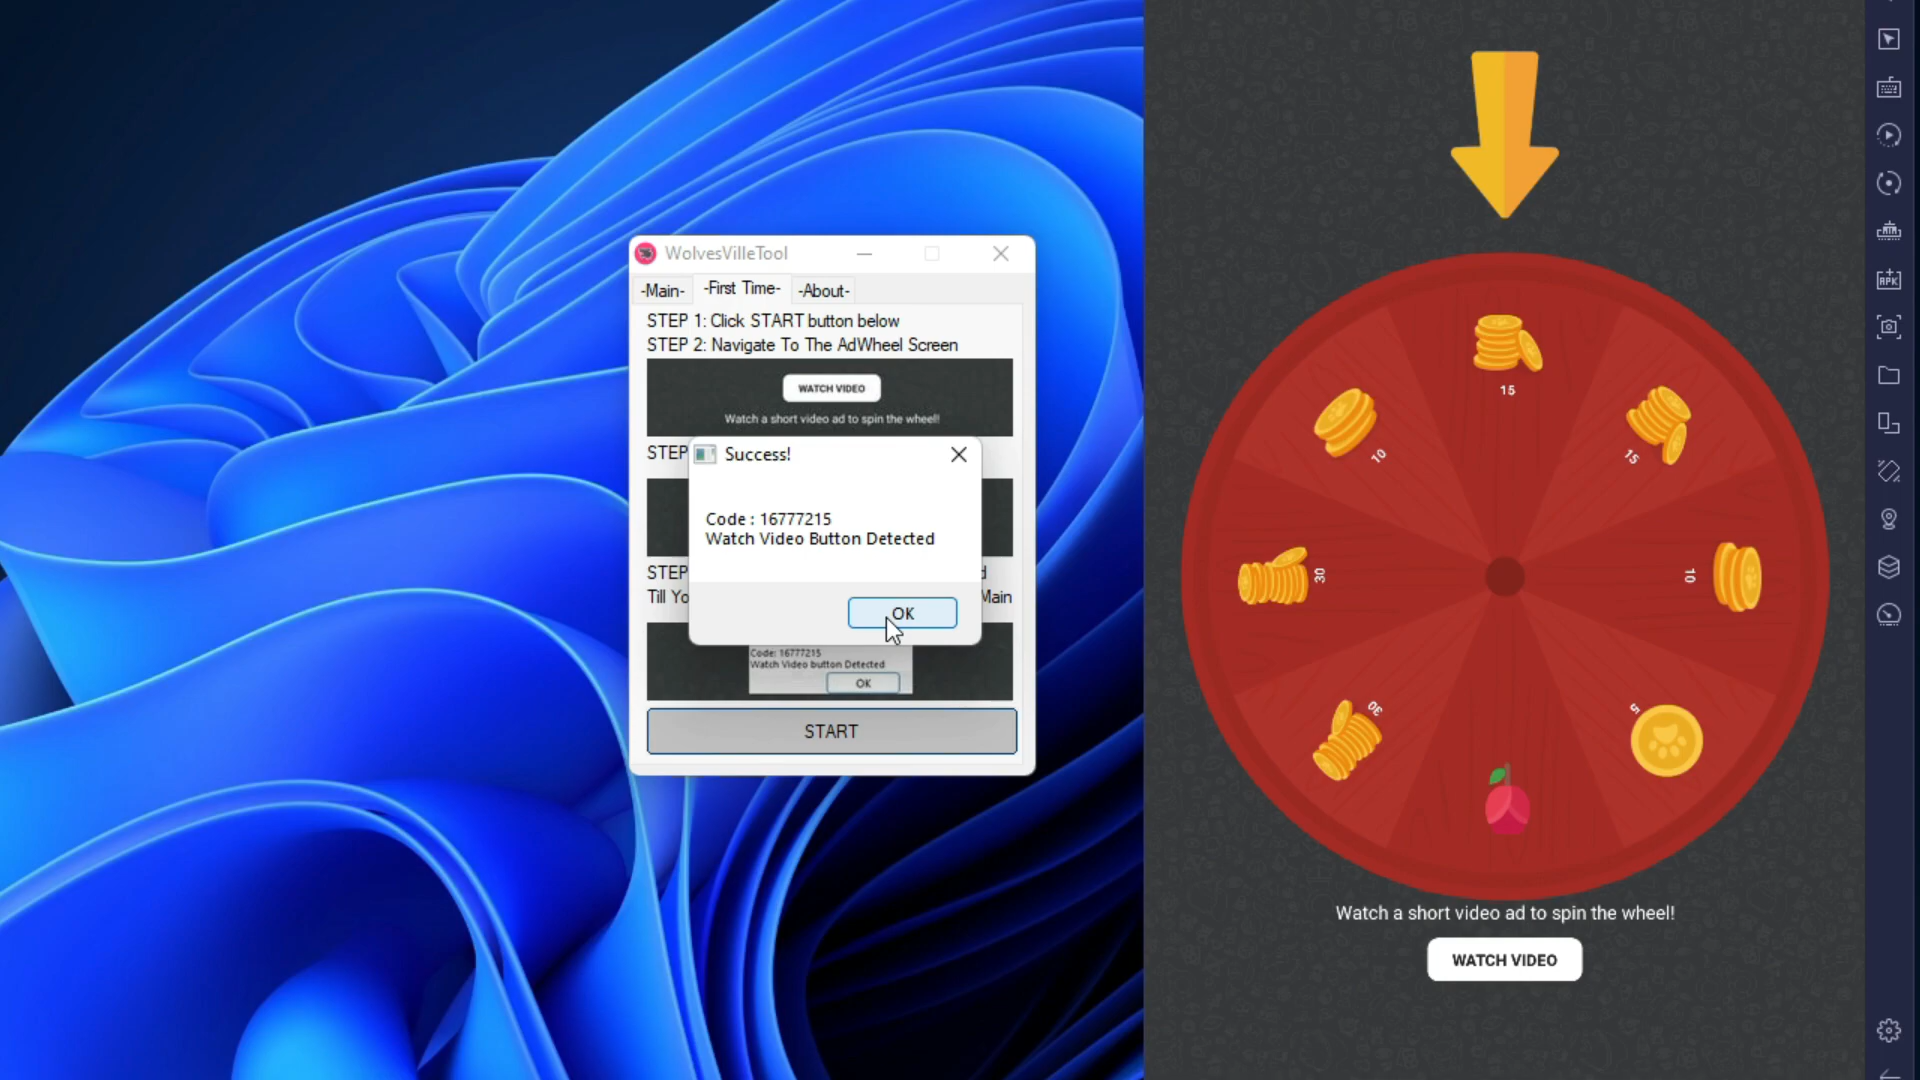 WolvesVilleTool
-Main-
-First Time-
-About-
STEP 1: Click START button below
STEP 2: Navigate To The AdWheel Screen
WATCH VIDEO
Watch a short video ad to spin the wheel!
STEP
Success!
Code : 16777215
Watch Video Button Detected
OK
STEP
Till Yo
Main
Code: 16777215
Watch Video button Detected
OK
START
15
15
10
5
30
30
10
Watch a short video ad to spin the wheel!
WATCH VIDEO
APK